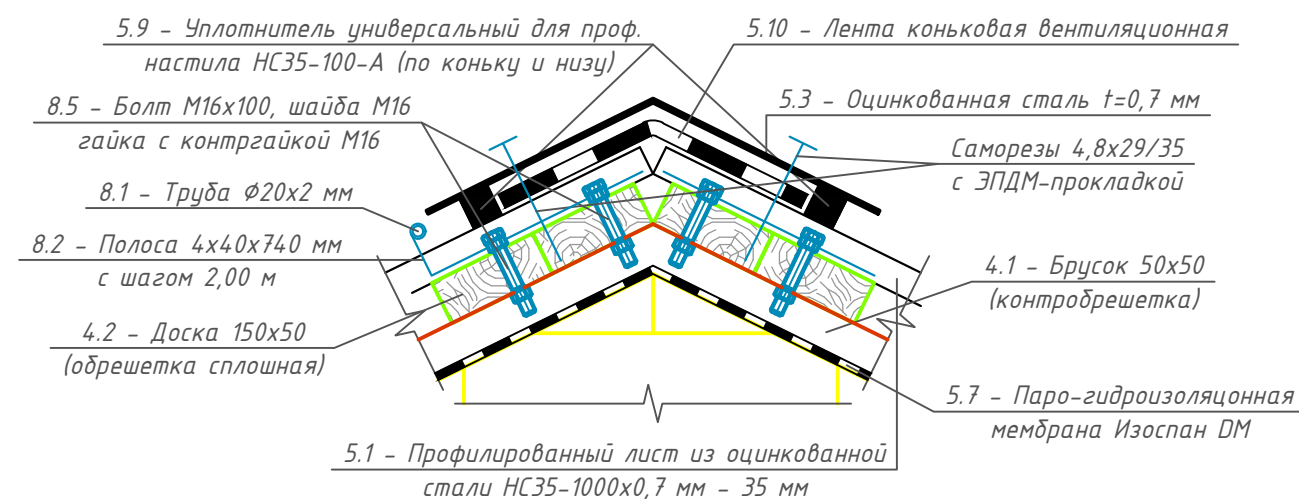 5.9 - Уплотнитель универсальный для проф.
настила НС35-100-А (по коньку и низу)
5.10 - Лента коньковая вентиляционная
8.5 - Болт М16х100, шайба М16
гайка с контргайкой М16
5.3 - Оцинкованная сталь t=0,7 мм
Саморезы 4,8х29/35
с ЭПДМ-прокладкой
8.1 - Труба Ф20х2 мм
8.2 - Полоса 4х40х740 мм
с шагом 2,00 м
4.1 - Брусок 50х50
(контробрешетка)
4.2 - Доска 150х50
(обрешетка сплошная)
5.7 - Паро-гидроизоляцонная
мембрана Изоспан DM
5.1 - Профилированный лист из оцинкованной
стали НС35-1000х0,7 мм - 35 мм